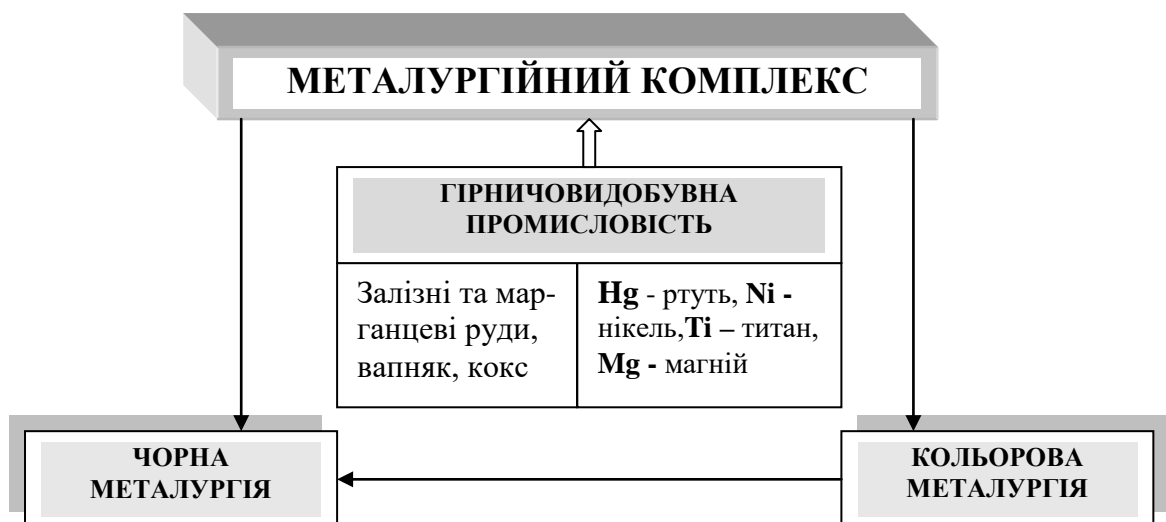 МЕТАЛУРГІЙНИЙ КОМПЛЕКС
ГІРНИЧОВИДОБУВНА
ПРОМИСЛОВІСТЬ
Залізні та мар-
ганцеві руди,
вапняк, кокс
Hg - ртуть, Ni -
нікель,Ti – титан,
Mg - магній
ЧОРНА
МЕТАЛУРГІЯ
КОЛЬОРОВА
МЕТАЛУРГІЯ